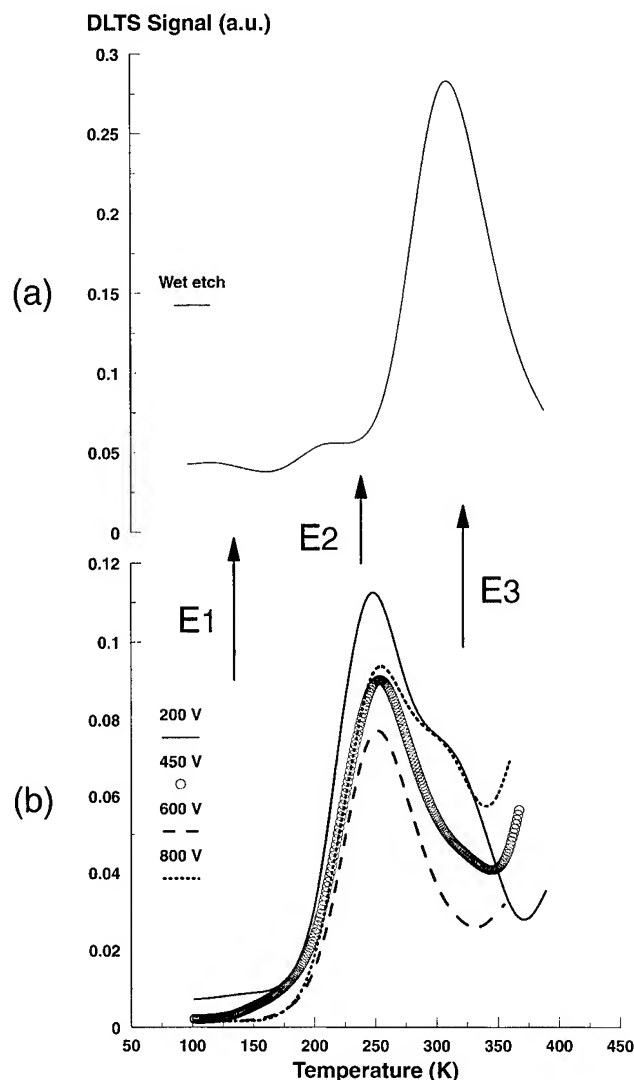 DLTS Signal (a.u.)
0.3
0.25
0.2
0.15
0.1
0.05
0
(a)
Wet etch
E1
E2
E3
0.12
0.1
0.08
0.06
0.04
0.02
0
(b)
200 V
450 V
600 V
800 V
50 100 150 200 250 300 350 400 450
Temperature (K)